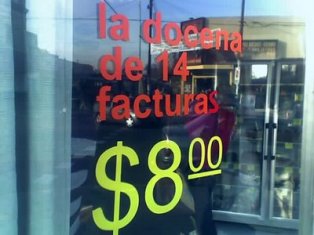 la docena
de 14
facturas
$8.00